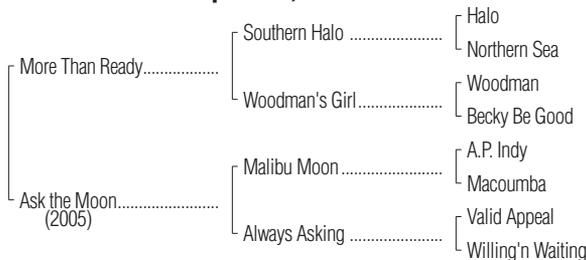 Halo
Southern Halo ......................
Northern Sea
More Than Ready..................
Woodman
Woodman's Girl....................
Becky Be Good
A.P. Indy
Malibu Moon ........................
Macoumba
Ask the Moon........................
(2005)
Valid Appeal
Always Asking ......................
Willing'n Waiting